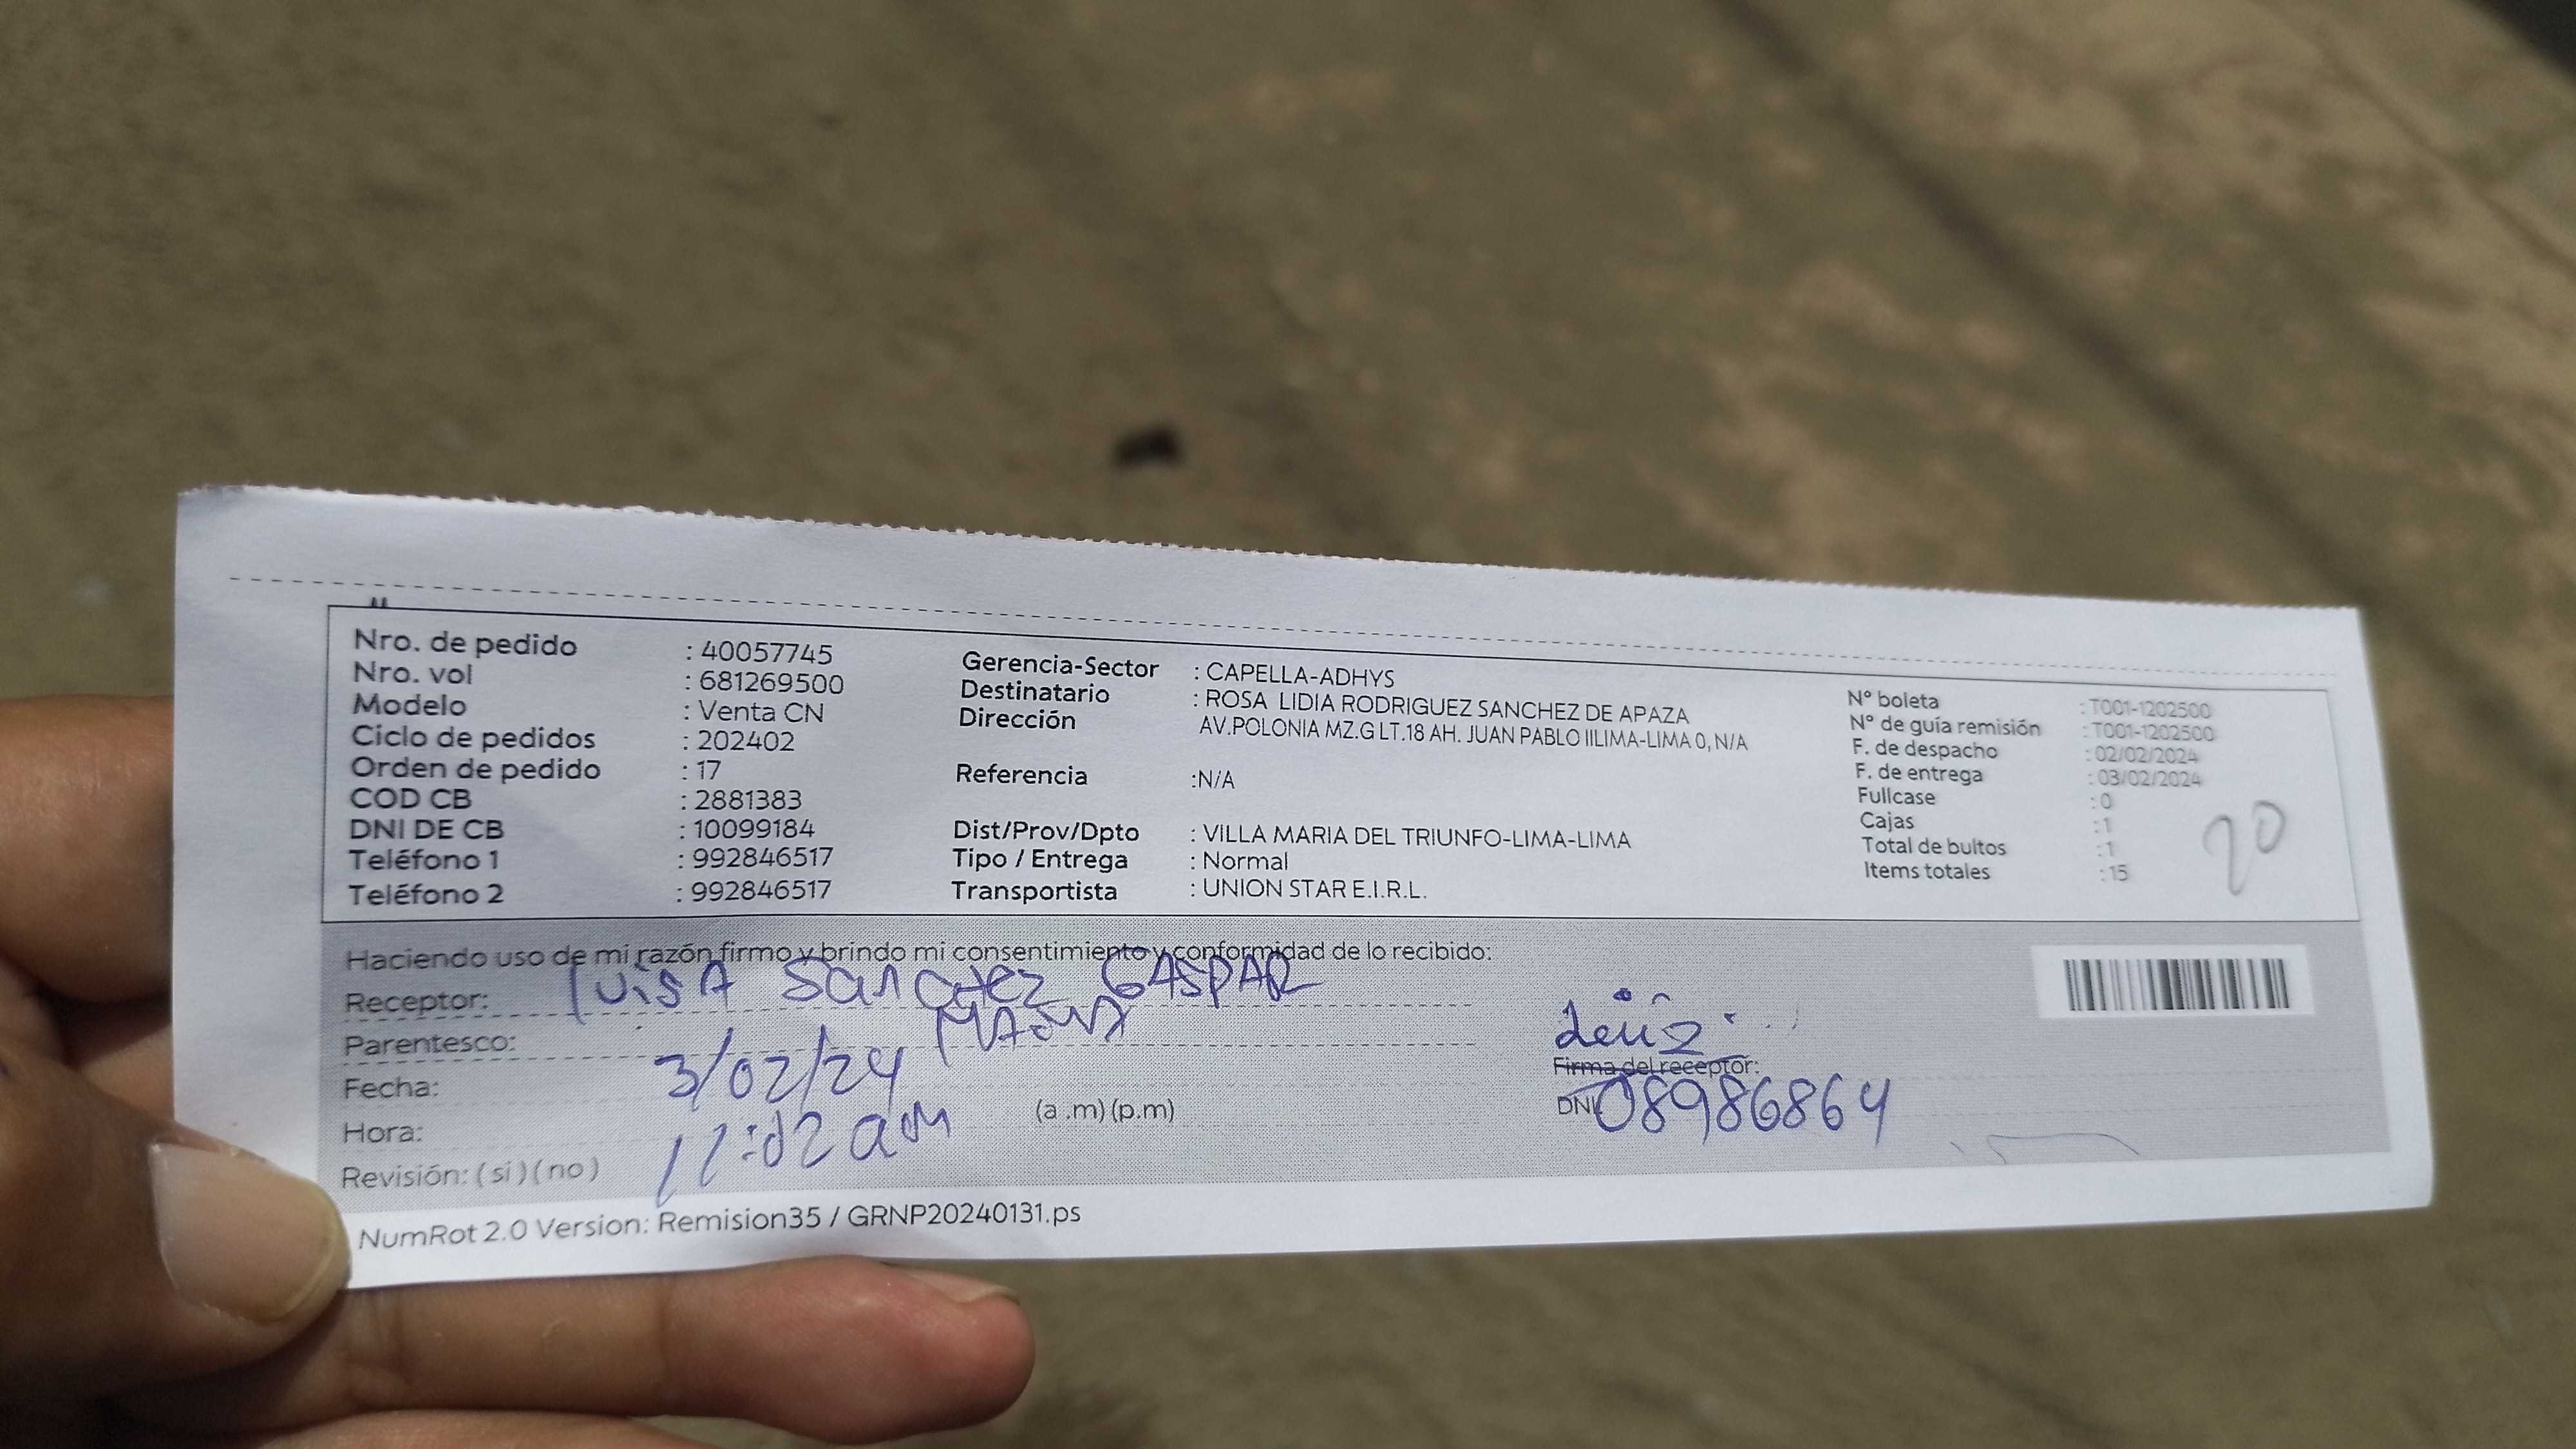 Nro. de pedido : 40057745
Nro. vol : 681269500
Modelo : Venta CN
Ciclo de pedidos : 202402
Orden de pedido : 17
COD CB : 2881383
DNI DE CB : 10099184
Teléfono 1 : 992846517
Teléfono 2 : 992846517
Gerencia-Sector : CAPELLA-ADHYS
Destinatario : ROSA LIDIA RODRIGUEZ SANCHEZ DE APAZA
Dirección AV.POLONIA MZ.G LT.18 AH. JUAN PABLO IILIMA-LIMA 0, N/A
Referencia :N/A
Dist/Prov/Dpto : VILLA MARIA DEL TRIUNFO-LIMA-LIMA
Tipo / Entrega : Normal
Transportista : UNION STAR E.I.R.L.
N° boleta : T001-1202500
N° de guía remisión : T001-1202500
F. de despacho : 02/02/2024
F. de entrega : 03/02/2024
Fullcase : 0
Cajas : 1
Total de bultos : 1
Items totales : 15
20
Haciendo uso de mi razón firmo y brindo mi consentimiento y conformidad de lo recibido:
Receptor: luisA Sanchez GASPAR
Parentesco:
Fecha: 3/02/24
Hora: 11:02 am (a .m) (p.m)
Revisión: ( si ) ( no )
Firma del receptor:
DNI 08986864
NumRot 2.0 Version: Remision35 / GRNP20240131.ps